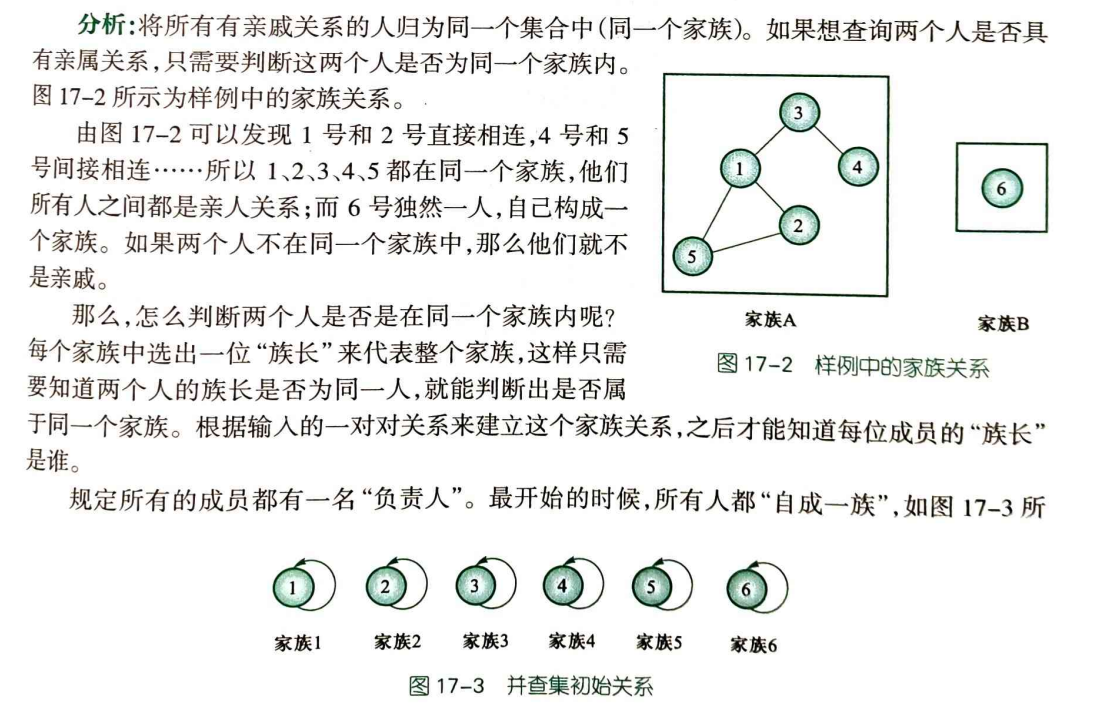 分析:将所有有亲戚关系的人归为同一个集合中(同一个家族)。如果想查询两个人是否具
有亲属关系,只需要判断这两个人是否为同一个家族内。
图17-2所示为样例中的家族关系。
由图17-2可以发现1号和2号直接相连,4号和5
号间接相连……所以1、2、3、4、5都在同一个家族,他们
所有人之间都是亲人关系;而6号独然一人,自己构成一
个家族。如果两个人不在同一个家族中,那么他们就不
是亲戚。
3
1
4
2
5
6
家族A
家族B
图17-2 样例中的家族关系
那么,怎么判断两个人是否是在同一个家族内呢?
每个家族中选出一位“族长”来代表整个家族,这样只需
要知道两个人的族长是否为同一人,就能判断出是否属
于同一个家族。根据输入的一对对关系来建立这个家族关系,之后才能知道每位成员的“族长”
是谁。
规定所有的成员都有一名“负责人”。最开始的时候,所有人都“自成一族”,如图17-3所
1 2 3 4 5 6
家族1 家族2 家族3 家族4 家族5 家族6
图17-3 并查集初始关系